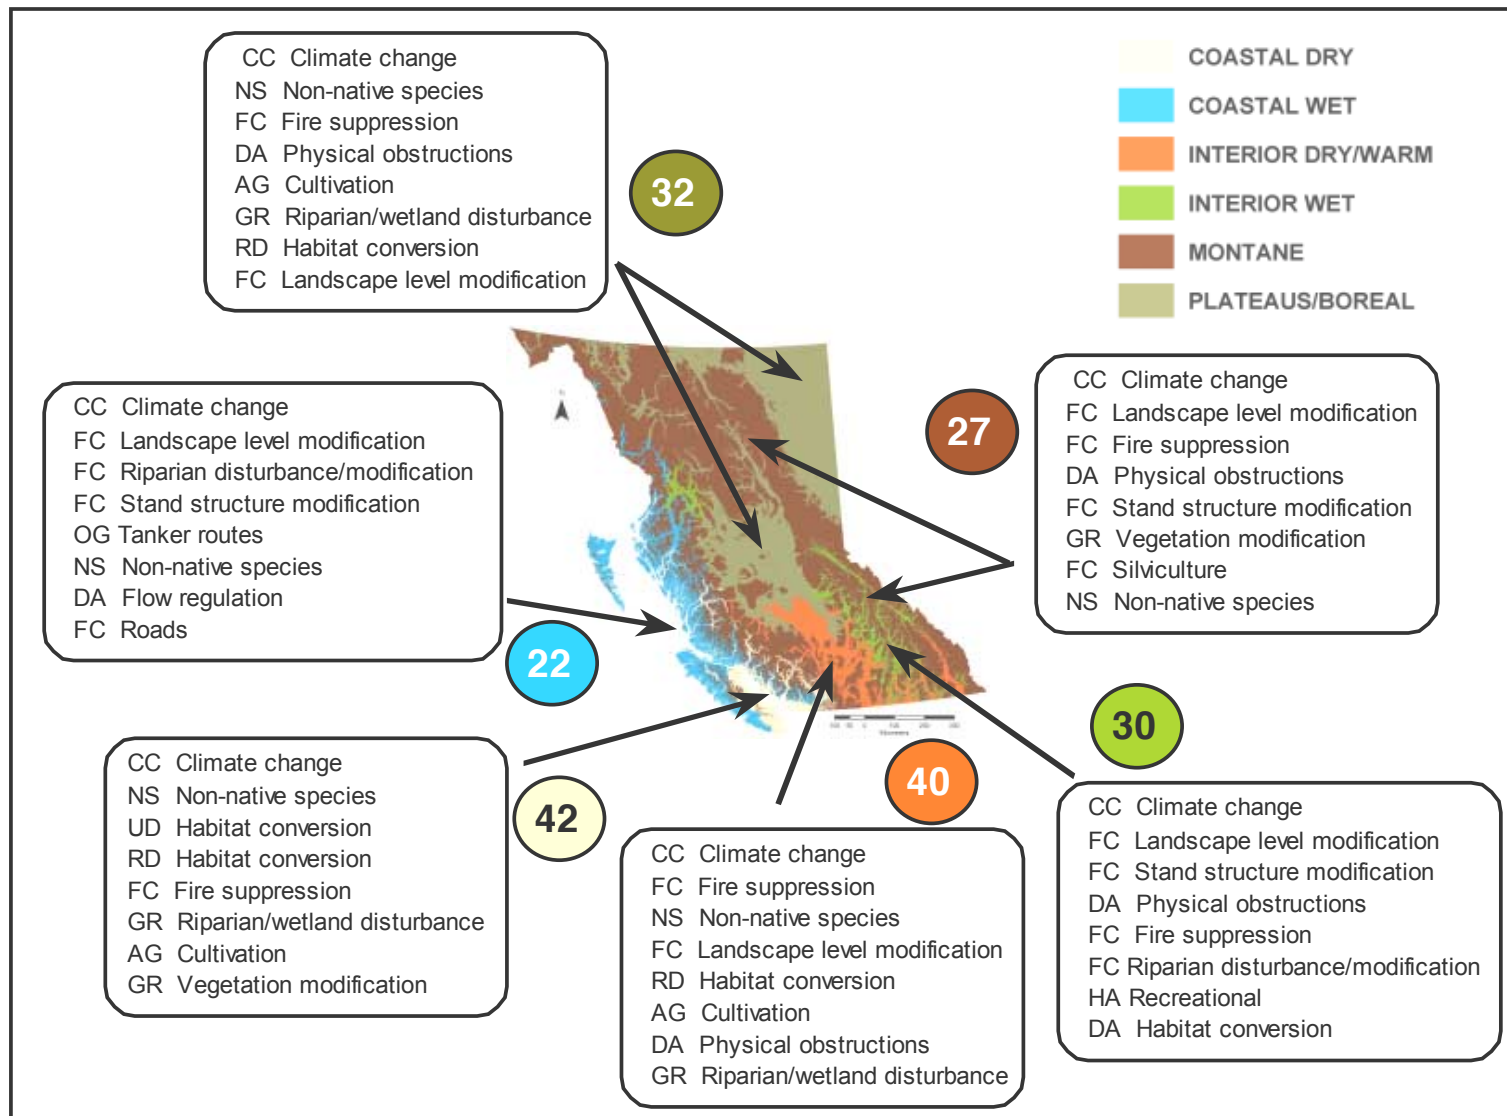 CC Climate change
NS Non-native species
FC Fire suppression
DA Physical obstructions
AG Cultivation
GR Riparian/wetland disturbance
RD Habitat conversion
FC Landscape level modification
32
COASTAL DRY
COASTAL WET
INTERIOR DRY/WARM
INTERIOR WET
MONTANE
PLATEAUS/BOREAL
CC Climate change
FC Landscape level modification
FC Riparian disturbance/modification
FC Stand structure modification
OG Tanker routes
NS Non-native species
DA Flow regulation
FC Roads
22
27
CC Climate change
FC Landscape level modification
FC Fire suppression
DA Physical obstructions
FC Stand structure modification
GR Vegetation modification
FC Silviculture
NS Non-native species
CC Climate change
NS Non-native species
UD Habitat conversion
RD Habitat conversion
FC Fire suppression
GR Riparian/wetland disturbance
AG Cultivation
GR Vegetation modification
42
40
CC Climate change
FC Fire suppression
NS Non-native species
FC Landscape level modification
RD Habitat conversion
AG Cultivation
DA Physical obstructions
GR Riparian/wetland disturbance
30
CC Climate change
FC Landscape level modification
FC Stand structure modification
DA Physical obstructions
FC Fire suppression
FC Riparian disturbance/modification
HA Recreational
DA Habitat conversion